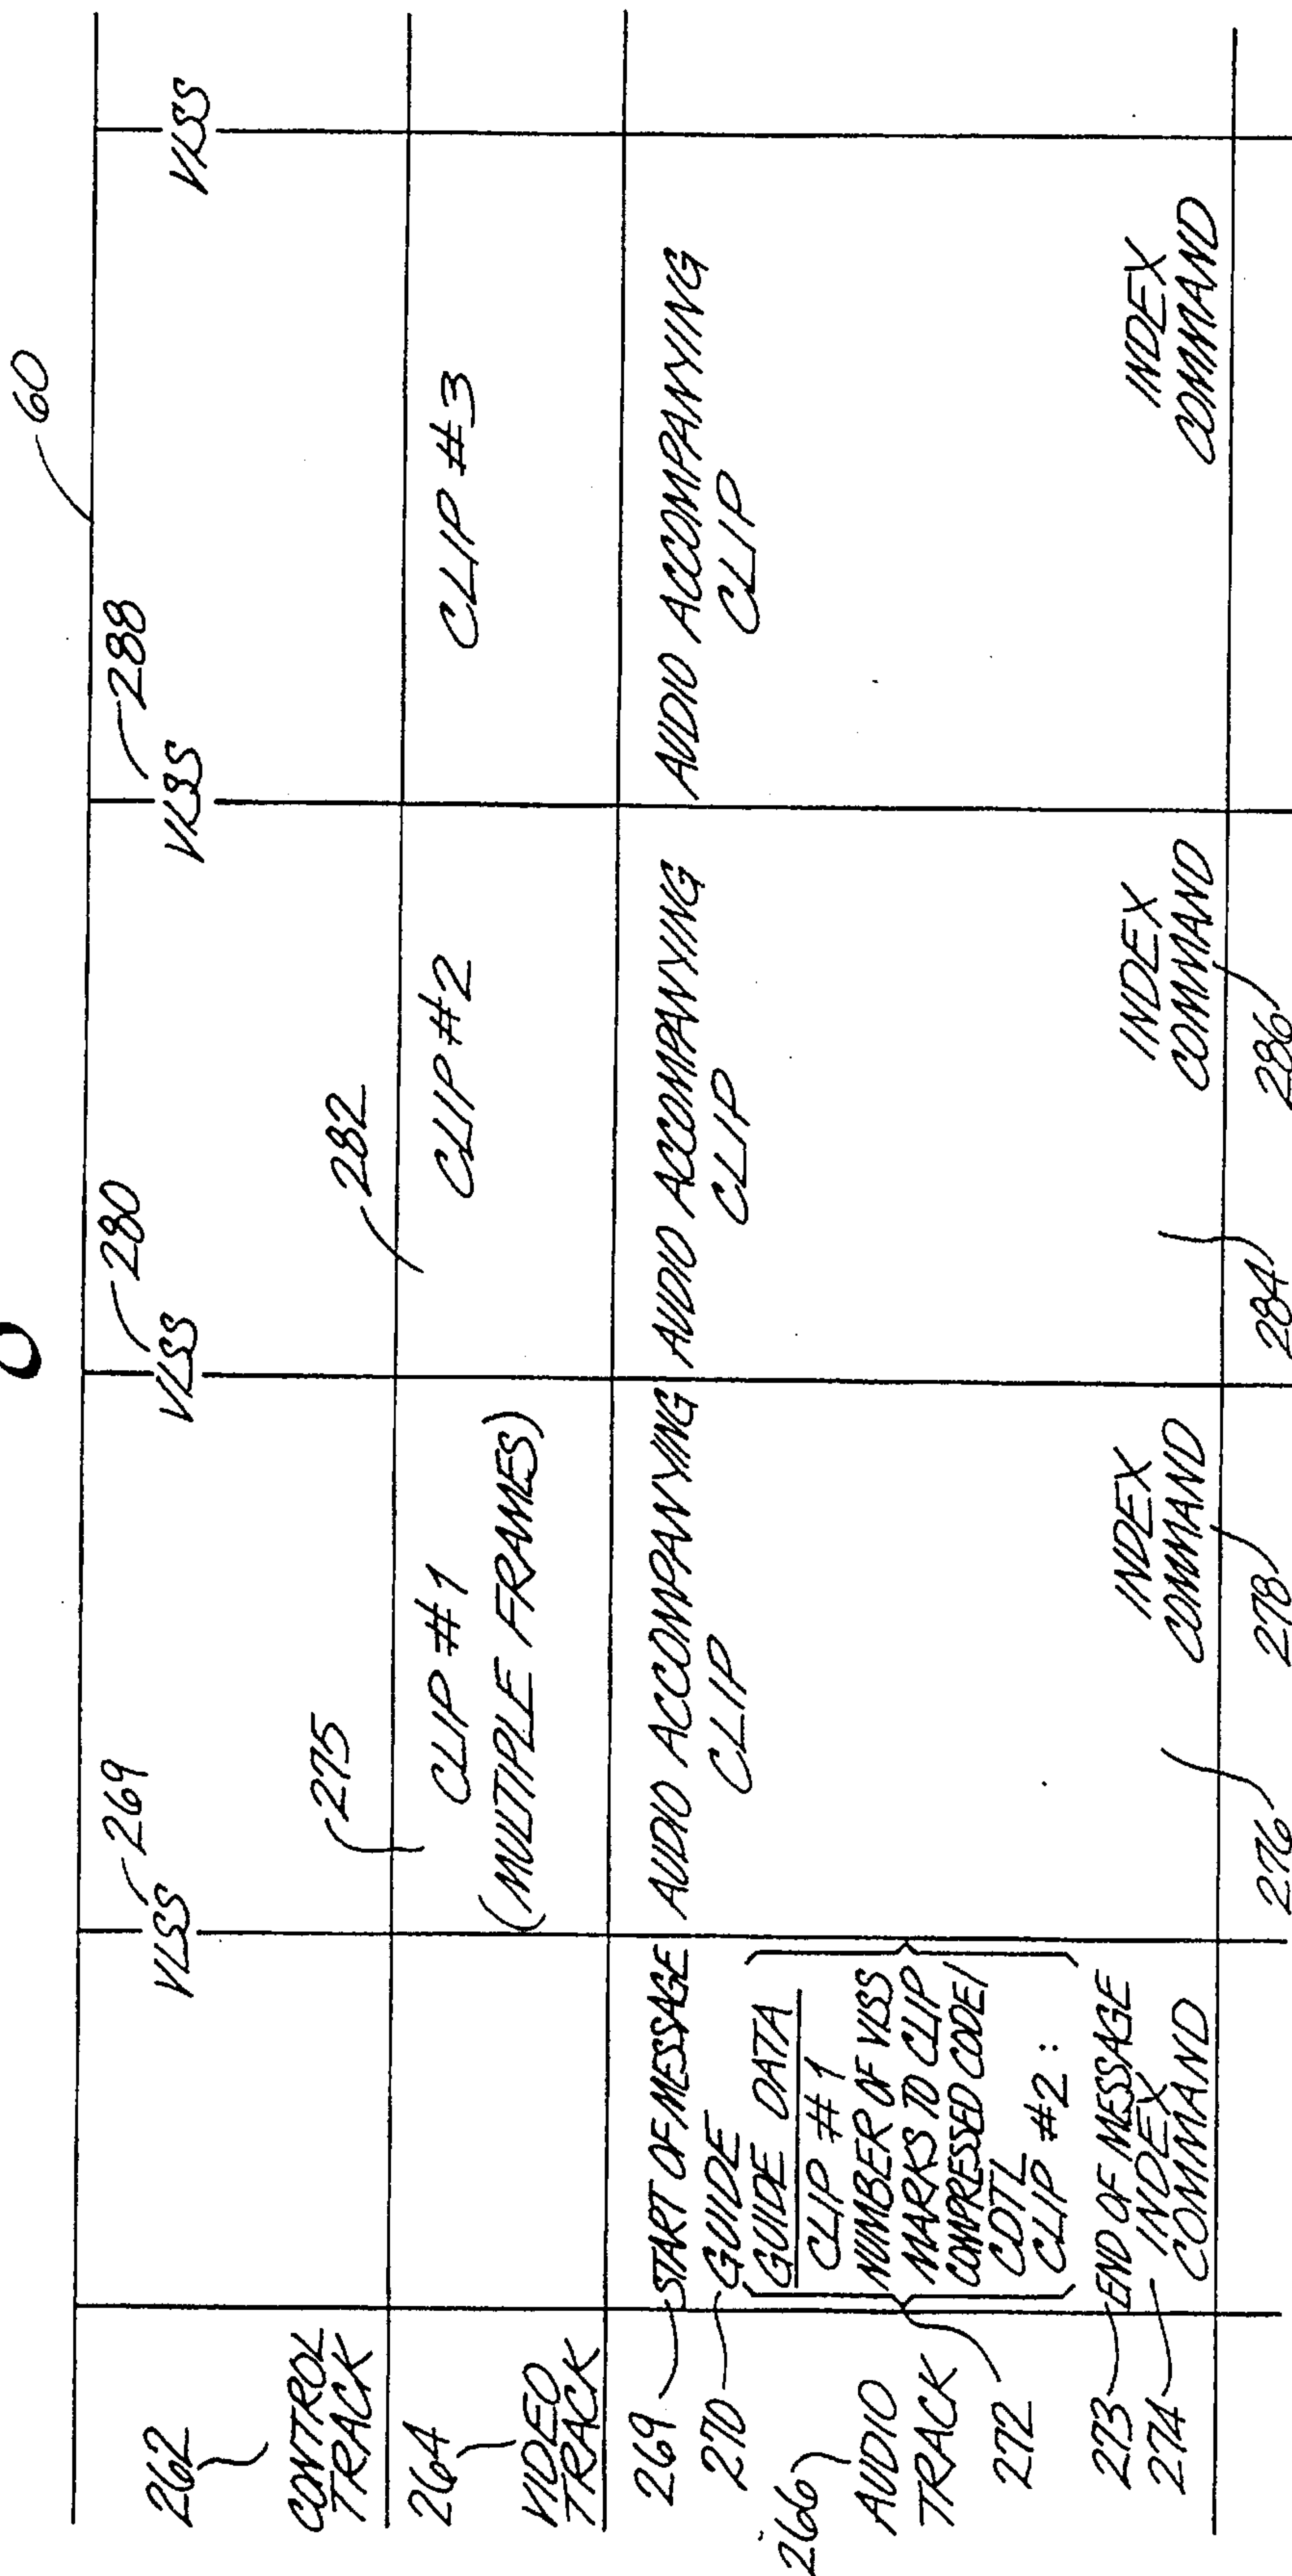 60
262
CONTROL
TRACK
VISS 269
VISS 280
VISS 288
VISS
264
VIDEO
TRACK
275
CLIP #1
(MULTIPLE FRAMES)
282
CLIP #2
CLIP #3
266
AUDIO
TRACK
269 START OF MESSAGE
270 GUIDE
GUIDE DATA
CLIP #1
NUMBER OF VISS
MARKS TO CLIP
COMPRESSED CODE/
CDTL
CLIP #2:
272
273 END OF MESSAGE
274 INDEX
COMMAND
AUDIO ACCOMPANYING
CLIP
INDEX
COMMAND
276
278
AUDIO ACCOMPANYING
CLIP
INDEX
COMMAND
284
286
AUDIO ACCOMPANYING
CLIP
INDEX
COMMAND